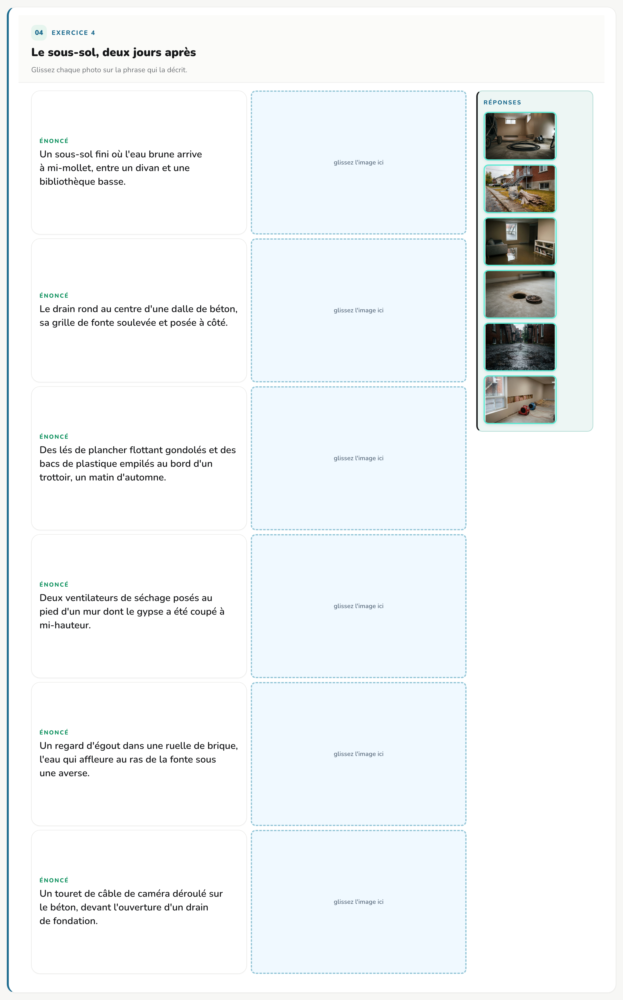 04 EXERCICE 4
Le sous-sol, deux jours après
Glissez chaque photo sur la phrase qui la décrit.
ÉNONCÉ
Un sous-sol fini où l'eau brune arrive
à mi-mollet, entre un divan et une
bibliothèque basse.
glissez l'image ici
RÉPONSES
ÉNONCÉ
Le drain rond au centre d'une dalle de béton,
sa grille de fonte soulevée et posée à côté.
glissez l'image ici
ÉNONCÉ
Des lés de plancher flottant gondolés et des
bacs de plastique empilés au bord d'un
trottoir, un matin d'automne.
glissez l'image ici
ÉNONCÉ
Deux ventilateurs de séchage posés au
pied d'un mur dont le gypse a été coupé à
mi-hauteur.
glissez l'image ici
ÉNONCÉ
Un regard d'égout dans une ruelle de brique,
l'eau qui affleure au ras de la fonte sous
une averse.
glissez l'image ici
ÉNONCÉ
Un touret de câble de caméra déroulé sur
le béton, devant l'ouverture d'un drain
de fondation.
glissez l'image ici